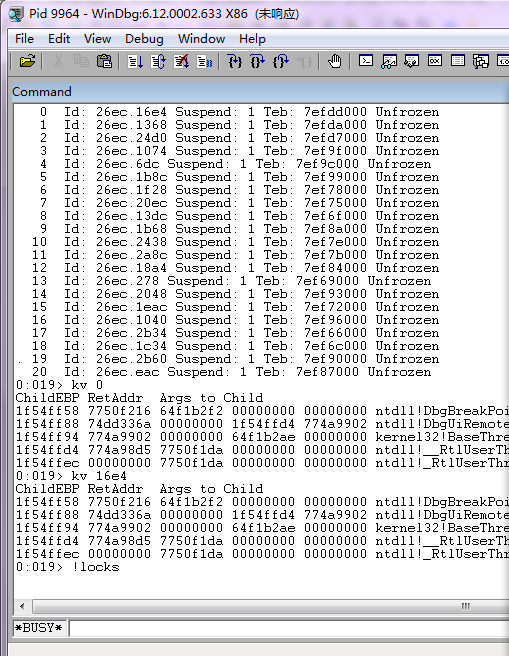 Pid 9964 - WinDbg:6.12.0002.633 X86 (未响应)
File Edit View Debug Window Help
Command
0 Id: 26ec.16e4 Suspend: 1 Teb: 7efdd000 Unfrozen
1 Id: 26ec.1368 Suspend: 1 Teb: 7efda000 Unfrozen
2 Id: 26ec.24d0 Suspend: 1 Teb: 7efd7000 Unfrozen
3 Id: 26ec.1074 Suspend: 1 Teb: 7ef9f000 Unfrozen
4 Id: 26ec.6dc Suspend: 1 Teb: 7ef9c000 Unfrozen
5 Id: 26ec.1b8c Suspend: 1 Teb: 7ef99000 Unfrozen
6 Id: 26ec.1f28 Suspend: 1 Teb: 7ef78000 Unfrozen
7 Id: 26ec.20ec Suspend: 1 Teb: 7ef75000 Unfrozen
8 Id: 26ec.13dc Suspend: 1 Teb: 7ef6f000 Unfrozen
9 Id: 26ec.1b68 Suspend: 1 Teb: 7ef8a000 Unfrozen
10 Id: 26ec.2438 Suspend: 1 Teb: 7ef7e000 Unfrozen
11 Id: 26ec.2a8c Suspend: 1 Teb: 7ef7b000 Unfrozen
12 Id: 26ec.18a4 Suspend: 1 Teb: 7ef84000 Unfrozen
13 Id: 26ec.278 Suspend: 1 Teb: 7ef69000 Unfrozen
14 Id: 26ec.2048 Suspend: 1 Teb: 7ef93000 Unfrozen
15 Id: 26ec.1eac Suspend: 1 Teb: 7ef72000 Unfrozen
16 Id: 26ec.1040 Suspend: 1 Teb: 7ef96000 Unfrozen
17 Id: 26ec.2b34 Suspend: 1 Teb: 7ef66000 Unfrozen
18 Id: 26ec.1c34 Suspend: 1 Teb: 7ef6c000 Unfrozen
. 19 Id: 26ec.2b60 Suspend: 1 Teb: 7ef90000 Unfrozen
20 Id: 26ec.eac Suspend: 1 Teb: 7ef87000 Unfrozen
0:019> kv 0
ChildEBP RetAddr Args to Child
1f54ff58 7750f216 64f1b2f2 00000000 00000000 ntdll!DbgBreakPoi
1f54ff88 74dd336a 00000000 1f54ffd4 774a9902 ntdll!DbgUiRemote
1f54ff94 774a9902 00000000 64f1b2ae 00000000 kernel32!BaseThre
1f54ffd4 774a98d5 7750f1da 00000000 00000000 ntdll!__RtlUserTh
1f54ffec 00000000 7750f1da 00000000 00000000 ntdll!_RtlUserThr
0:019> kv 16e4
ChildEBP RetAddr Args to Child
1f54ff58 7750f216 64f1b2f2 00000000 00000000 ntdll!DbgBreakPoi
1f54ff88 74dd336a 00000000 1f54ffd4 774a9902 ntdll!DbgUiRemote
1f54ff94 774a9902 00000000 64f1b2ae 00000000 kernel32!BaseThre
1f54ffd4 774a98d5 7750f1da 00000000 00000000 ntdll!__RtlUserTh
1f54ffec 00000000 7750f1da 00000000 00000000 ntdll!_RtlUserThr
0:019> !locks
*BUSY*